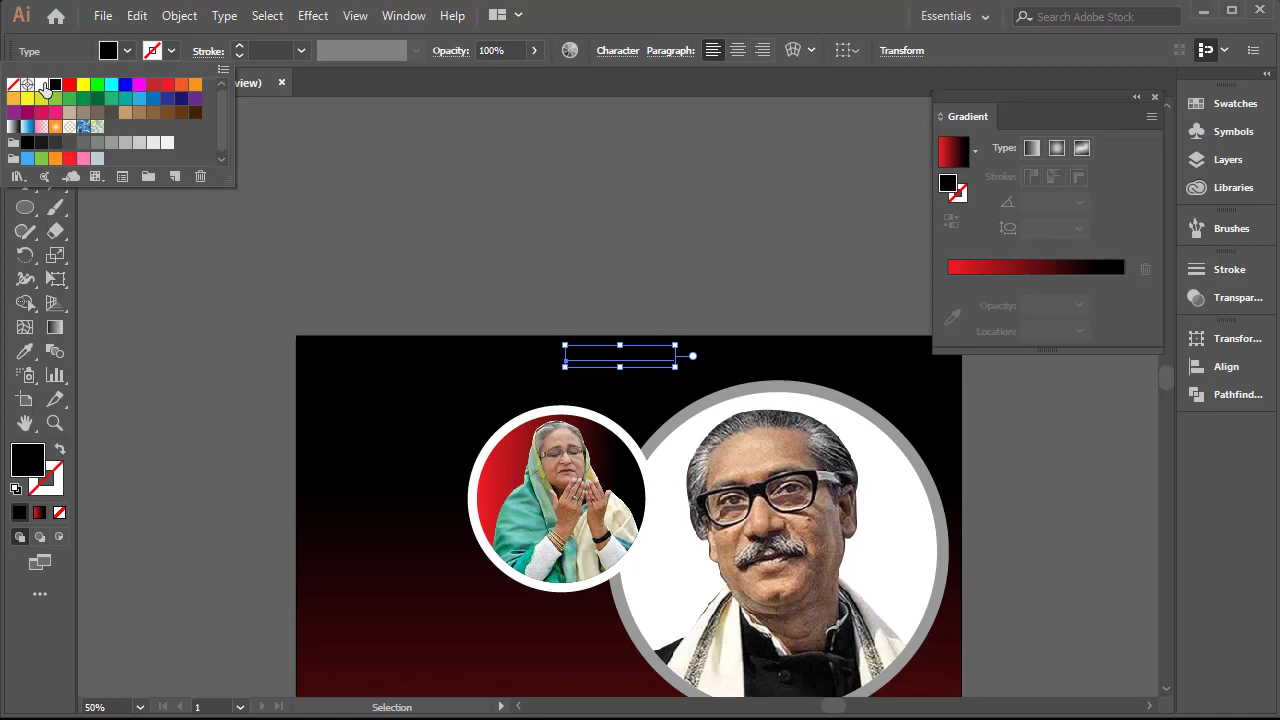 Ai File Edit Object Type Select Effect View Window Help Essentials Search Adobe Stock
Type Stroke: Opacity: 100% Character Paragraph: Transform
view)
Gradient
Type:
Stroke:
Opacity:
Location:
Swatches
Symbols
Layers
Libraries
Brushes
Stroke
Transpar...
Transfor...
Align
Pathfind...
50% 1 Selection